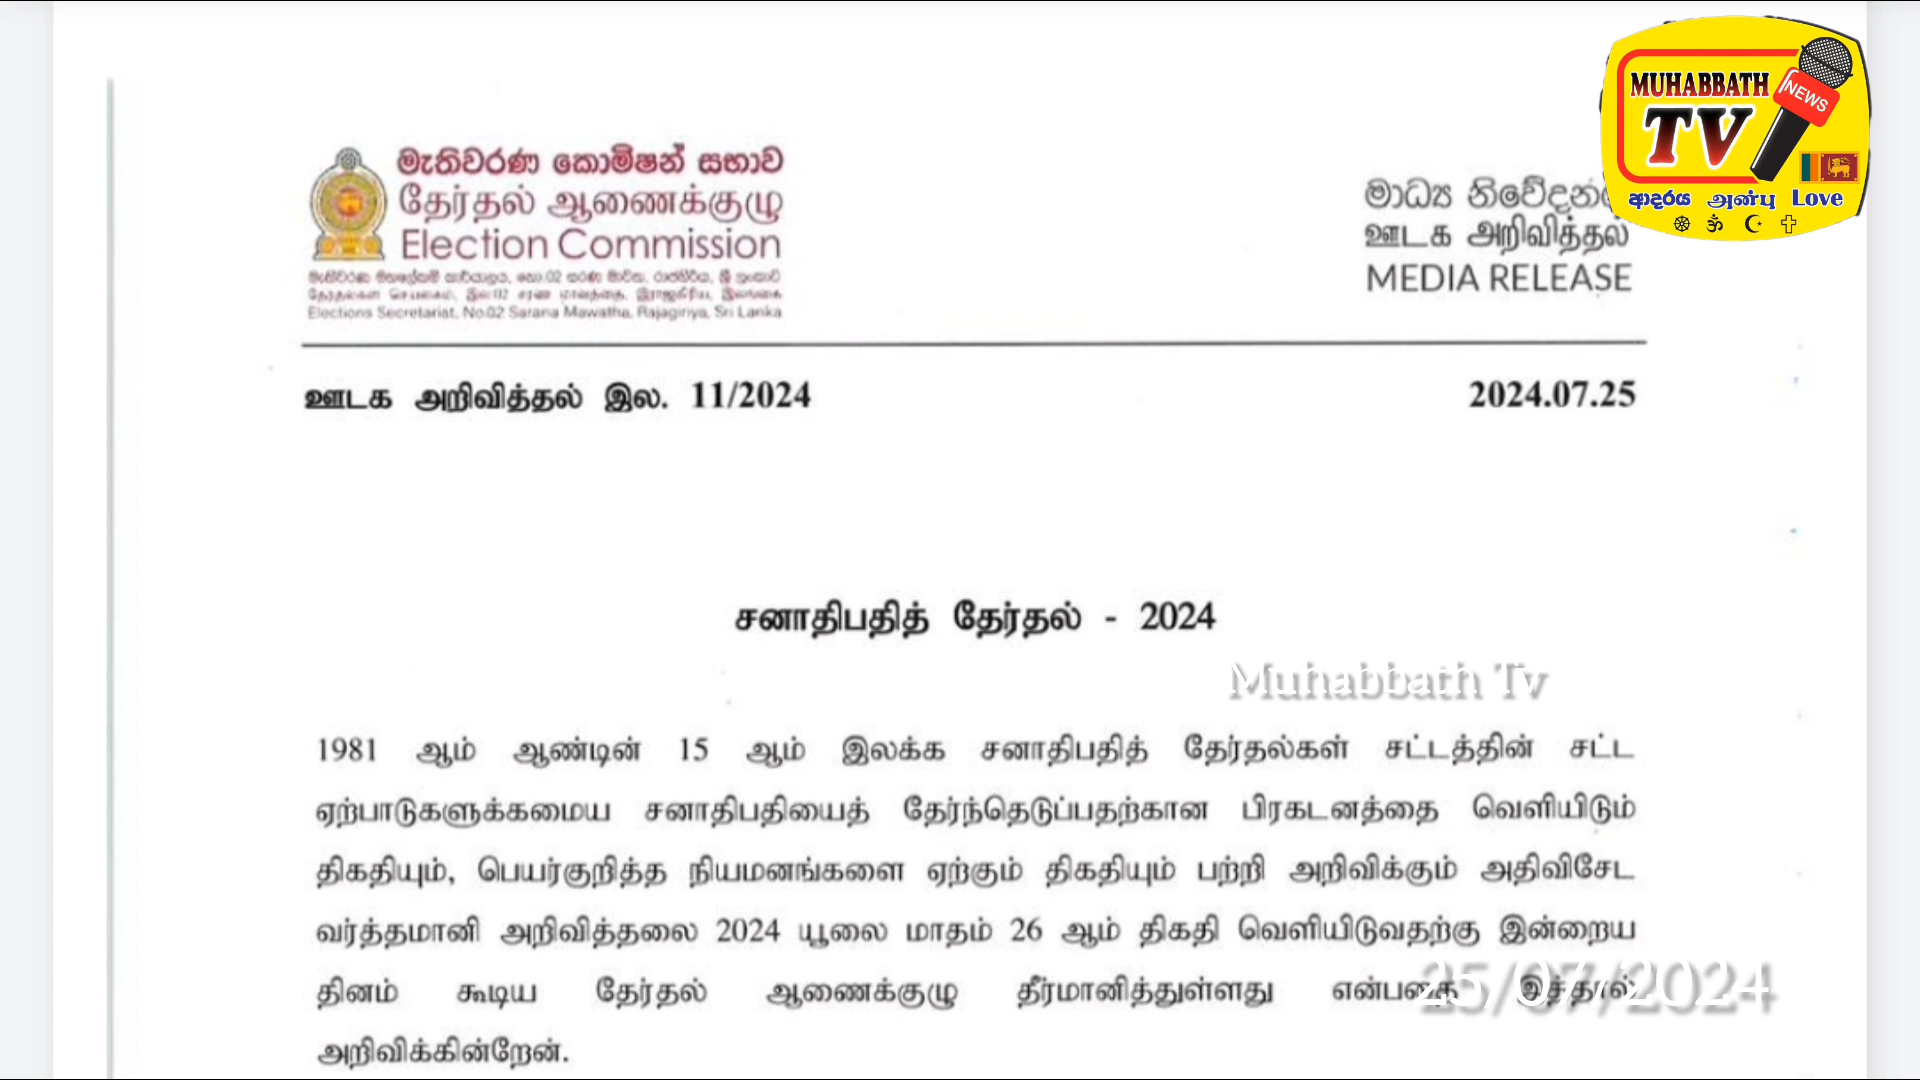 මැතිවරණ කොමිෂන් සභාව
தேர்தல் ஆணைக்குழு
Election Commission
Elections Secretariat, No.02 Sarana Mawatha, Rajagiriya, Sri Lanka
මාධ්‍ය
ஊடக அறிவித்தல்
MEDIA RELEASE
MUHABBATH
NEWS
TV
ආදරය அன்பு Love
ஊடக அறிவித்தல் இல. 11/2024
2024.07.25
சனாதிபதித் தேர்தல் - 2024
Muhabbath Tv
1981 ஆம் ஆண்டின் 15 ஆம் இலக்க சனாதிபதித் தேர்தல்கள் சட்டத்தின் சட்ட
ஏற்பாடுகளுக்கமைய சனாதிபதியைத் தேர்ந்தெடுப்பதற்கான பிரகடனத்தை வெளியிடும்
திகதியும், பெயர்குறித்த நியமனங்களை ஏற்கும் திகதியும் பற்றி அறிவிக்கும் அதிவிசேட
வர்த்தமானி அறிவித்தலை 2024 யூலை மாதம் 26 ஆம் திகதி வெளியிடுவதற்கு இன்றைய
தினம் கூடிய தேர்தல் ஆணைக்குழு தீர்மானித்துள்ளது என்பதை இத்தால்
25/07/2024
அறிவிக்கின்றேன்.